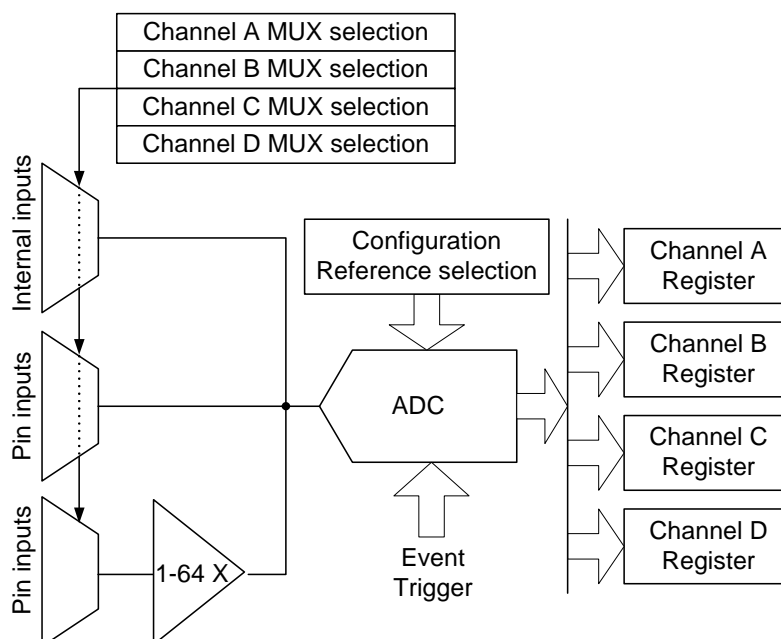 Channel A MUX selection
Channel B MUX selection
Channel C MUX selection
Channel D MUX selection
Internal inputs
Configuration
Reference selection
Channel A
Register
Channel B
Register
Pin inputs
ADC
Channel C
Register
Pin inputs
1-64 X
Event
Trigger
Channel D
Register